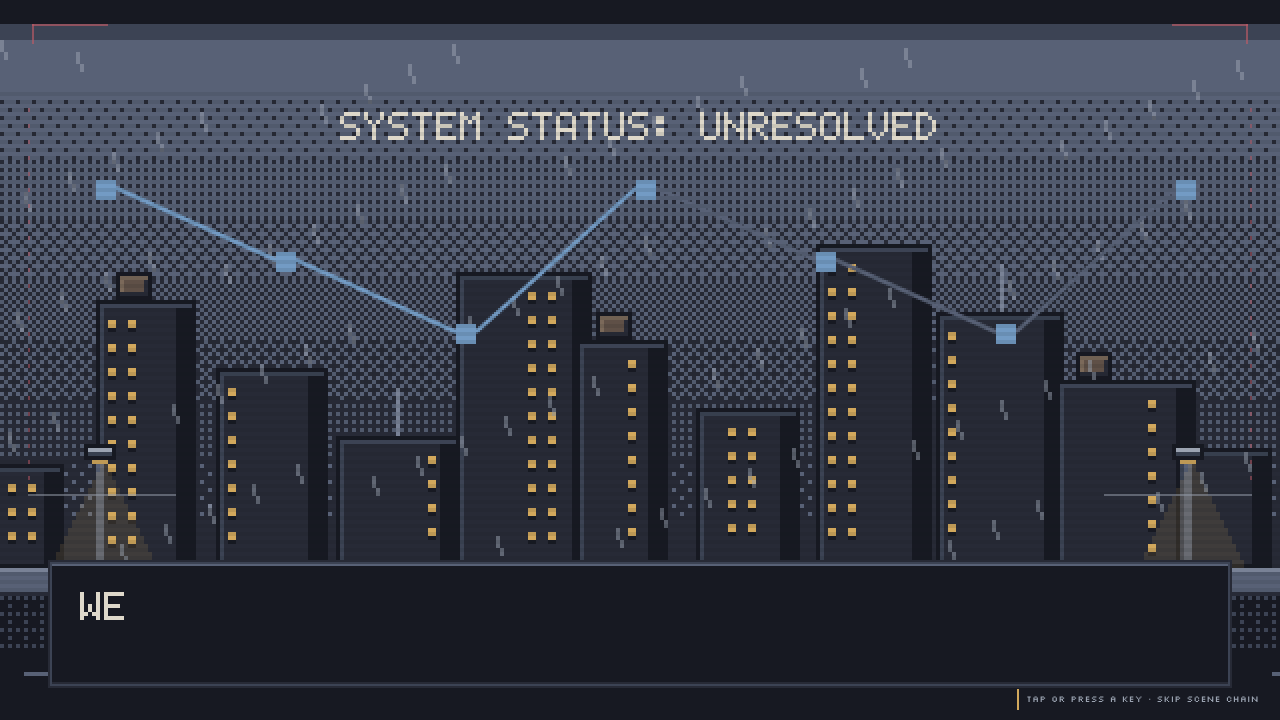 SYSTEM STATUS: UNRESOLVED
WE
TAP OR PRESS A KEY · SKIP SCENE CHAIN